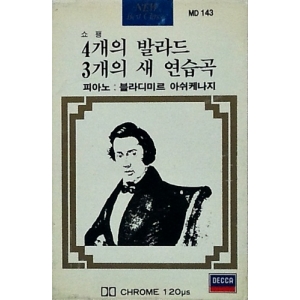 NEW
MD 143
쇼 팽
4개의 발라드
3개의 새 연습곡
피아노 : 블라디미르 아쉬케나지
CHROME 120µs
DECCA